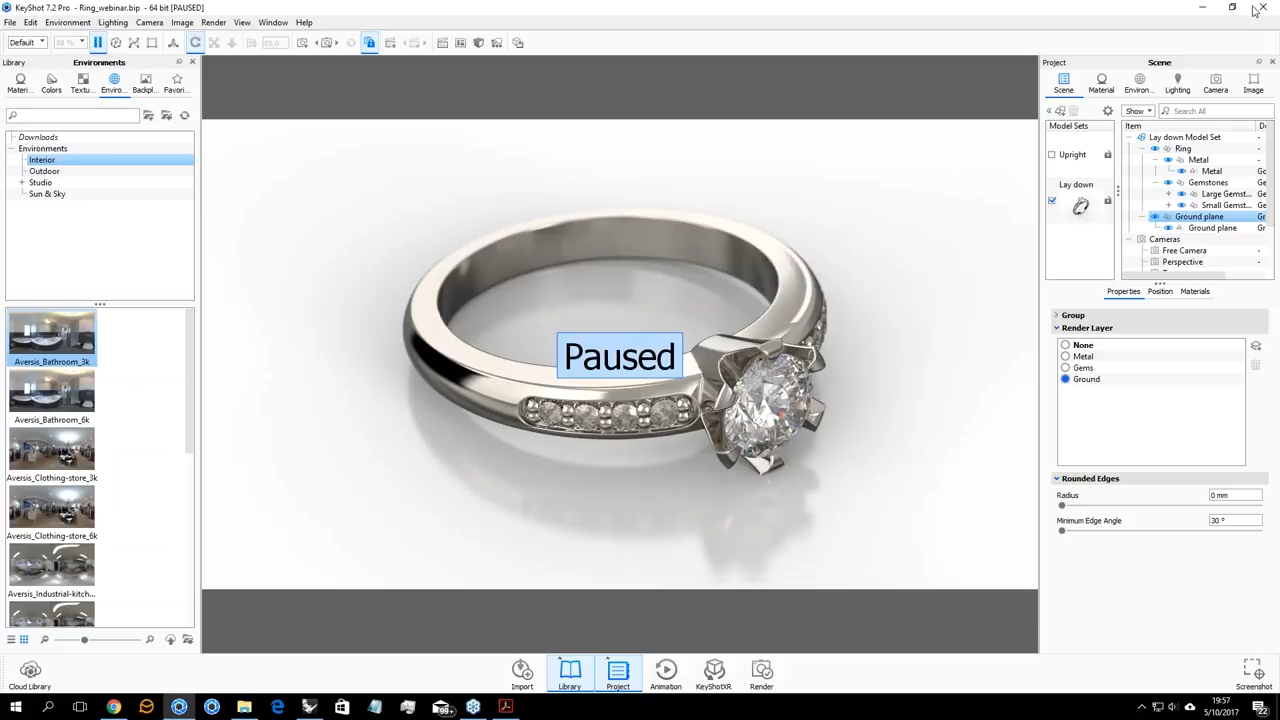 KeyShot 7.2 Pro - Ring_webinar.bip - 64 bit [PAUSED]
File Edit Environment Lighting Camera Image Render View Window Help
Default 88 % 85,0
Library Environments
Materi... Colors Textu... Enviro... Backpl... Favori...
Downloads
Environments
Interior
Outdoor
Studio
Sun & Sky
Aversis_Bathroom_3k
Aversis_Bathroom_6k
Aversis_Clothing-store_3k
Aversis_Clothing-store_6k
Aversis_Industrial-kitch...
Paused
Project Scene
Scene Material Environ... Lighting Camera Image
Show Search All
Model Sets
Upright
Lay down
Item
Lay down Model Set -
Ring -
Metal -
Metal
Gemstones -
Large Gemst...
Small Gemst...
Ground plane
Ground plane
Cameras
Free Camera -
Perspective -
Properties Position Materials
Group
Render Layer
None
Metal
Gems
Ground
Rounded Edges
Radius 0 mm
Minimum Edge Angle 30 °
Cloud Library Import Library Project Animation KeyShotXR Render Screenshot
99+
19:57
5/10/2017
22